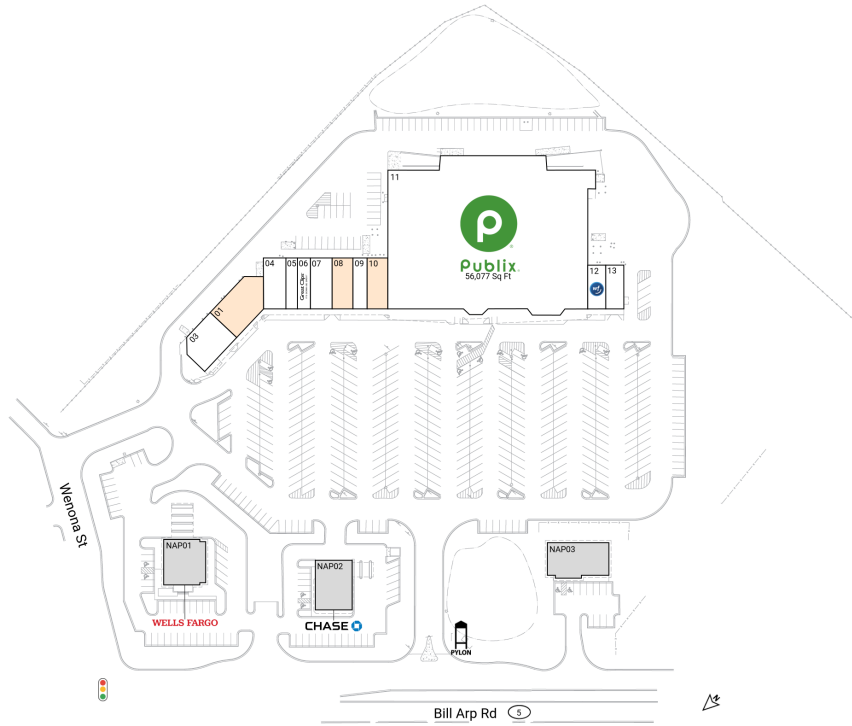 11
Publix.
56,077 Sq Ft
04
05
06
07
08
09
10
Great Clips
12
13
01
03
Wenona St
NAP01
NAP02
NAP03
WELLS FARGO
CHASE
PYLON
Bill Arp Rd
5